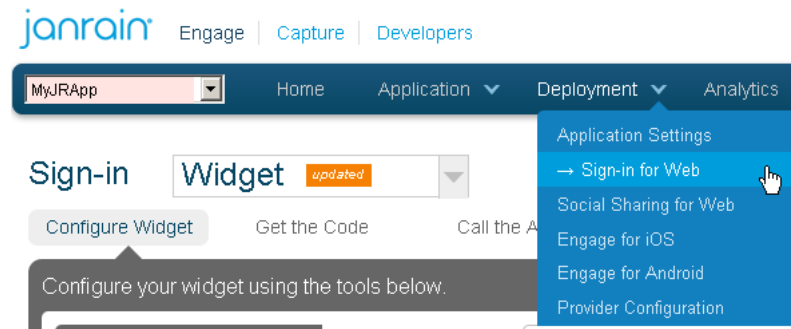 janrain Engage Capture Developers
MyJRApp Home Application Deployment Analytics
Application Settings
→ Sign-in for Web
Social Sharing for Web
Engage for iOS
Engage for Android
Provider Configuration
Sign-in Widget updated
Configure Widget Get the Code Call the A
Configure your widget using the tools below.